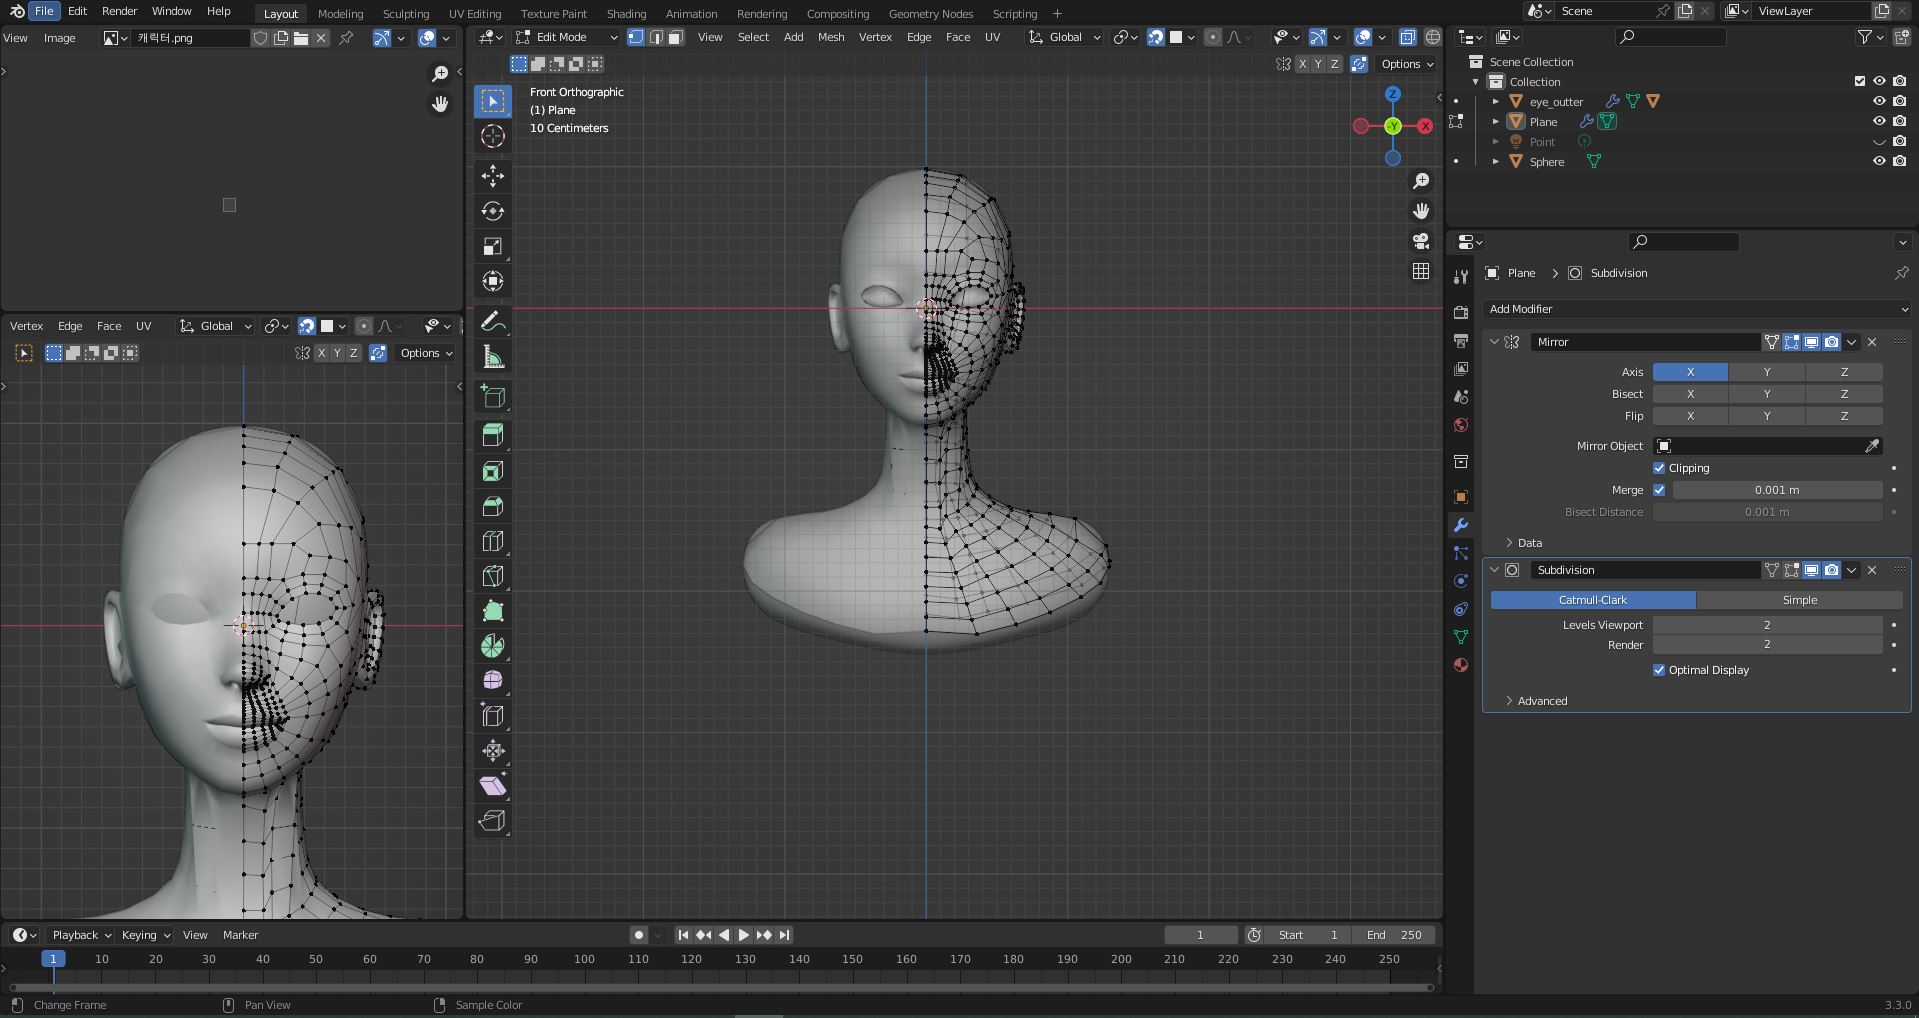 File Edit Render Window Help Layout Modeling Sculpting UV Editing Texture Paint Shading Animation Rendering Compositing Geometry Nodes Scripting + Scene ViewLayer
View Image 캐릭터.png
Edit Mode View Select Add Mesh Vertex Edge Face UV Global
X Y Z Options
Front Orthographic
(1) Plane
10 Centimeters
Z
-Y X
Scene Collection
Collection
eye_outter
Plane
Point
Sphere
Plane > Subdivision
Add Modifier
Mirror
Axis X Y Z
Bisect X Y Z
Flip X Y Z
Mirror Object
Clipping
Merge 0.001 m
Bisect Distance 0.001 m
Data
Subdivision
Catmull-Clark Simple
Levels Viewport 2
Render 2
Optimal Display
Advanced
Vertex Edge Face UV Global
X Y Z Options
Playback Keying View Marker 1 Start 1 End 250
1 10 20 30 40 50 60 70 80 90 100 110 120 130 140 150 160 170 180 190 200 210 220 230 240 250
Change Frame Pan View Sample Color 3.3.0